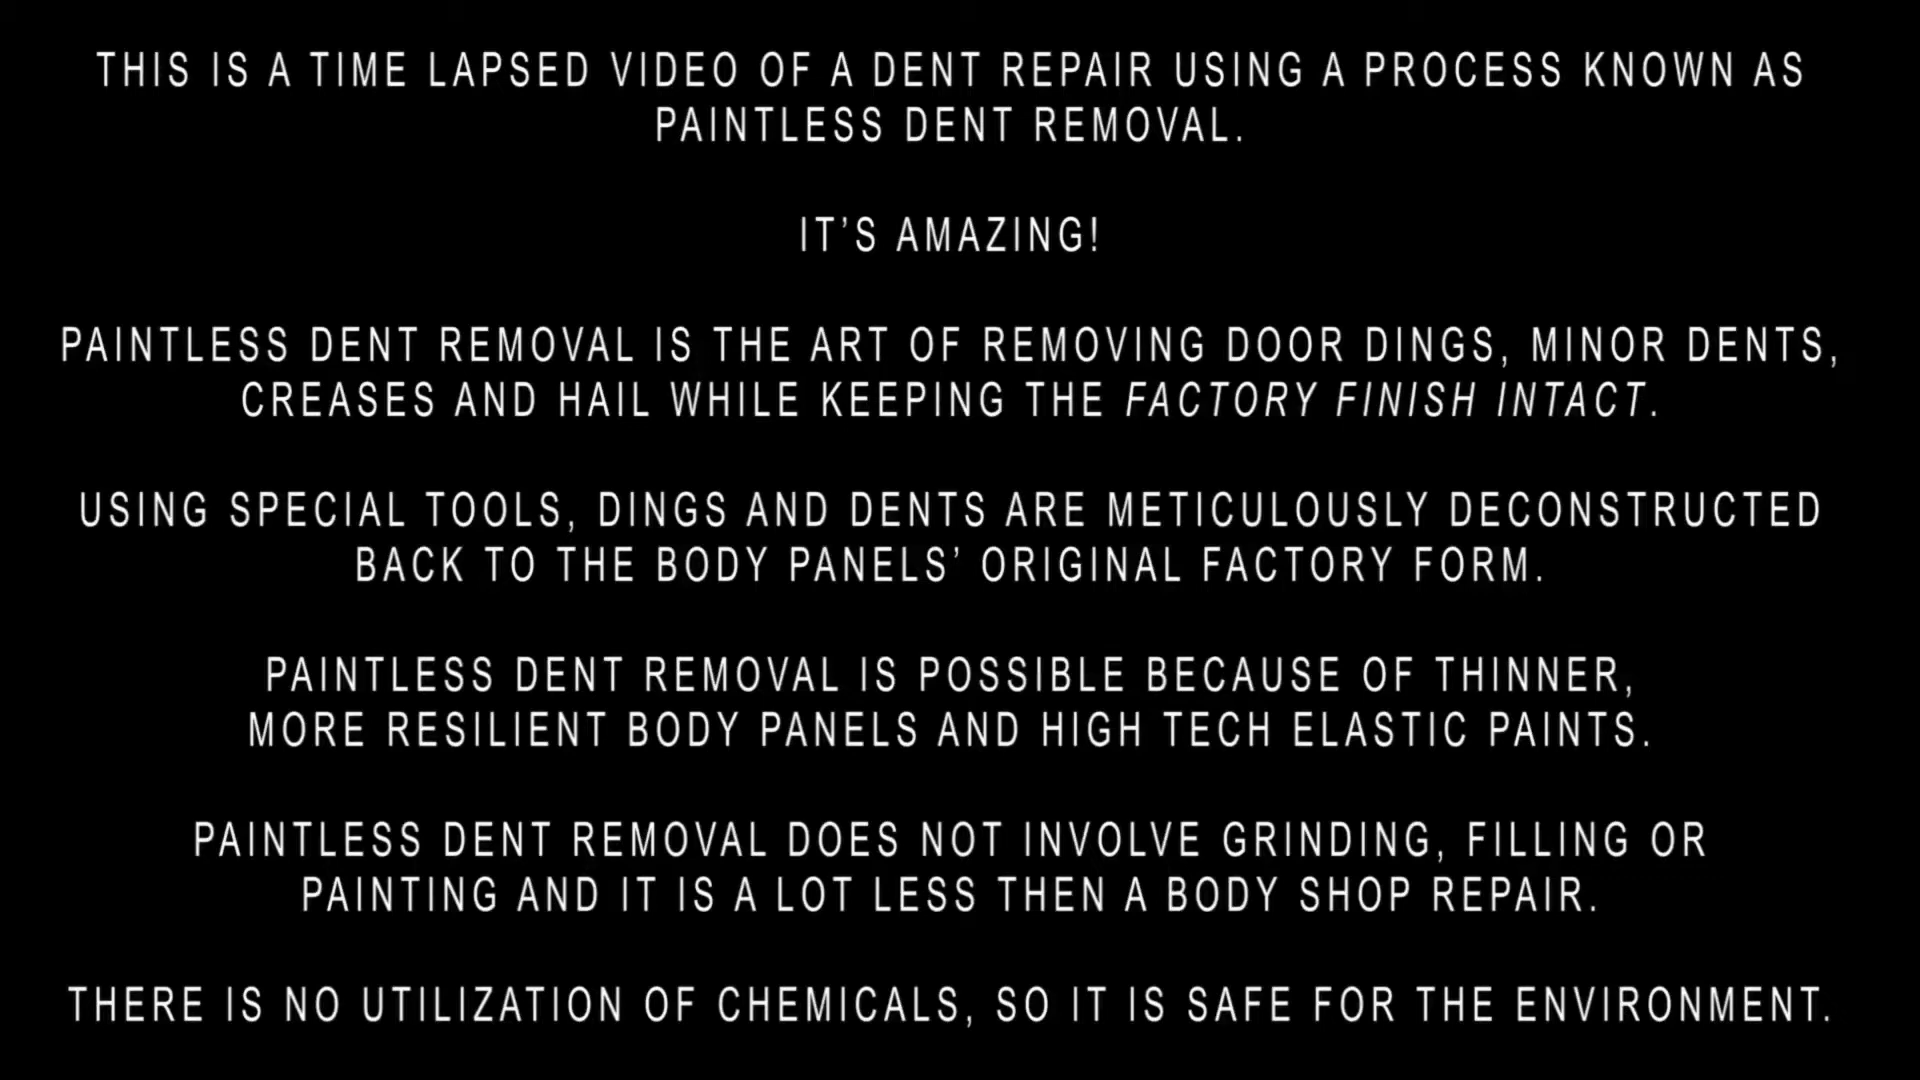 THIS IS A TIME LAPSED VIDEO OF A DENT REPAIR USING A PROCESS KNOWN AS
PAINTLESS DENT REMOVAL.
IT’S AMAZING!
PAINTLESS DENT REMOVAL IS THE ART OF REMOVING DOOR DINGS, MINOR DENTS,
CREASES AND HAIL WHILE KEEPING THE FACTORY FINISH INTACT.
USING SPECIAL TOOLS, DINGS AND DENTS ARE METICULOUSLY DECONSTRUCTED
BACK TO THE BODY PANELS’ ORIGINAL FACTORY FORM.
PAINTLESS DENT REMOVAL IS POSSIBLE BECAUSE OF THINNER,
MORE RESILIENT BODY PANELS AND HIGH TECH ELASTIC PAINTS.
PAINTLESS DENT REMOVAL DOES NOT INVOLVE GRINDING, FILLING OR
PAINTING AND IT IS A LOT LESS THEN A BODY SHOP REPAIR.
THERE IS NO UTILIZATION OF CHEMICALS, SO IT IS SAFE FOR THE ENVIRONMENT.